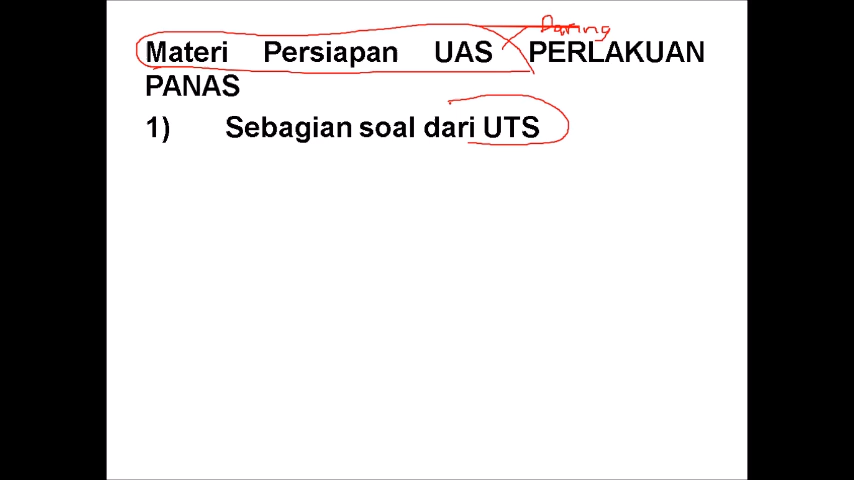 Daring
Materi Persiapan UAS PERLAKUAN
PANAS
1) Sebagian soal dari UTS